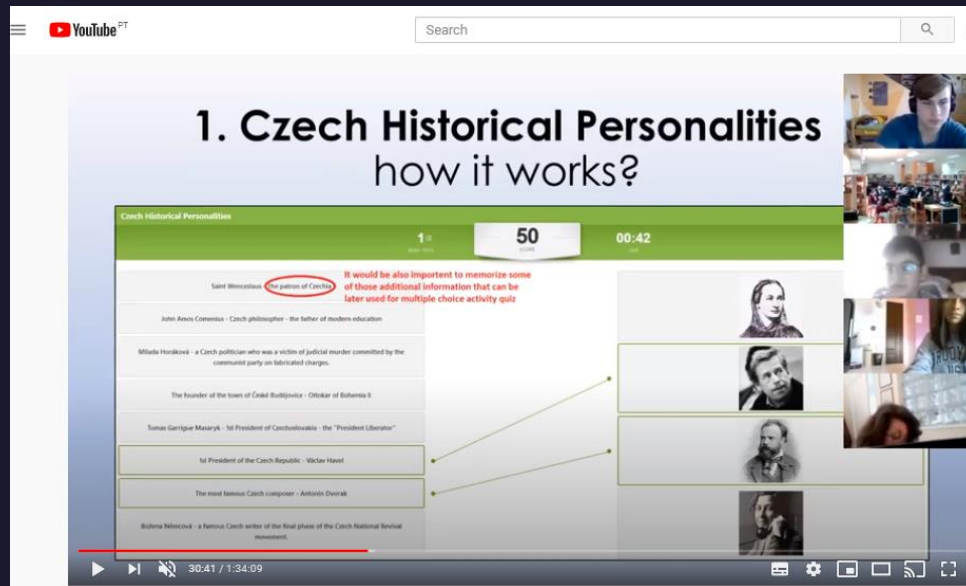 YouTube PT
Search
1. Czech Historical Personalities
how it works?
Czech Historical Personalities
1
50
00:42
SCORE
It would be also importent to memorize some
of those additional information that can be
later used for multiple choice activity quiz
Saint Wenceslaus - the patron of Czechia
John Amos Comenius - Czech philosopher - the father of modern education
Milada Horáková - a Czech politician who was a victim of judicial murder committed by the
communist party on fabricated charges.
The founder of the town of České Budějovice - Ottokar of Bohemia II
Tomas Garrigue Masaryk - 1st President of Czechoslovakia - the "President Liberator"
1st President of the Czech Republic - Václav Havel
The most famous Czech composer - Antonín Dvorak
Božena Němcová - a famous Czech writer of the final phase of the Czech National Revival
movement.
30:41 / 1:34:09